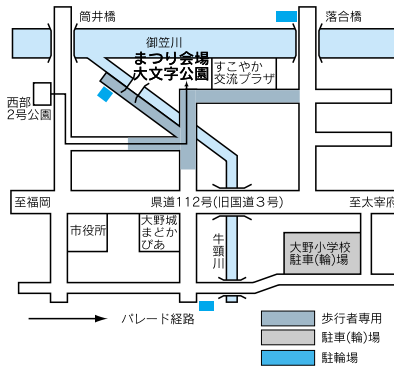 筒井橋
落合橋
御笠川
まつり会場
大文字公園
すこやか
交流プラザ
西部
2号公園
至福岡
県道112号(旧国道3号)
至太宰府
市役所
大野城
まどか
ぴあ
牛頸川
大野小学校
駐車(輪)場
パレード経路
歩行者専用
駐車(輪)場
駐輪場